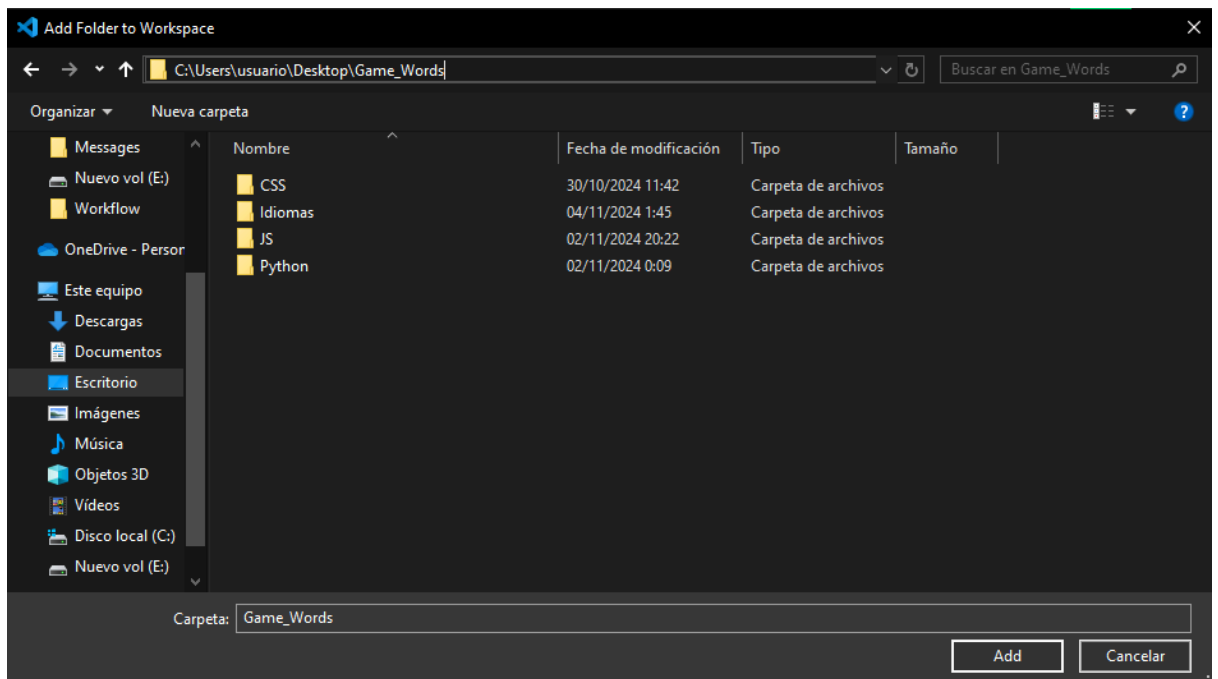 Add Folder to Workspace
C:\Users\usuario\Desktop\Game_Words
Buscar en Game_Words
Organizar
Nueva carpeta
Messages
Nuevo vol (E:)
Workflow
OneDrive - Person
Este equipo
Descargas
Documentos
Escritorio
Imágenes
Música
Objetos 3D
Vídeos
Disco local (C:)
Nuevo vol (E:)
Nombre Fecha de modificación Tipo Tamaño
CSS 30/10/2024 11:42 Carpeta de archivos
Idiomas 04/11/2024 1:45 Carpeta de archivos
JS 02/11/2024 20:22 Carpeta de archivos
Python 02/11/2024 0:09 Carpeta de archivos
Carpeta: Game_Words
Add Cancelar